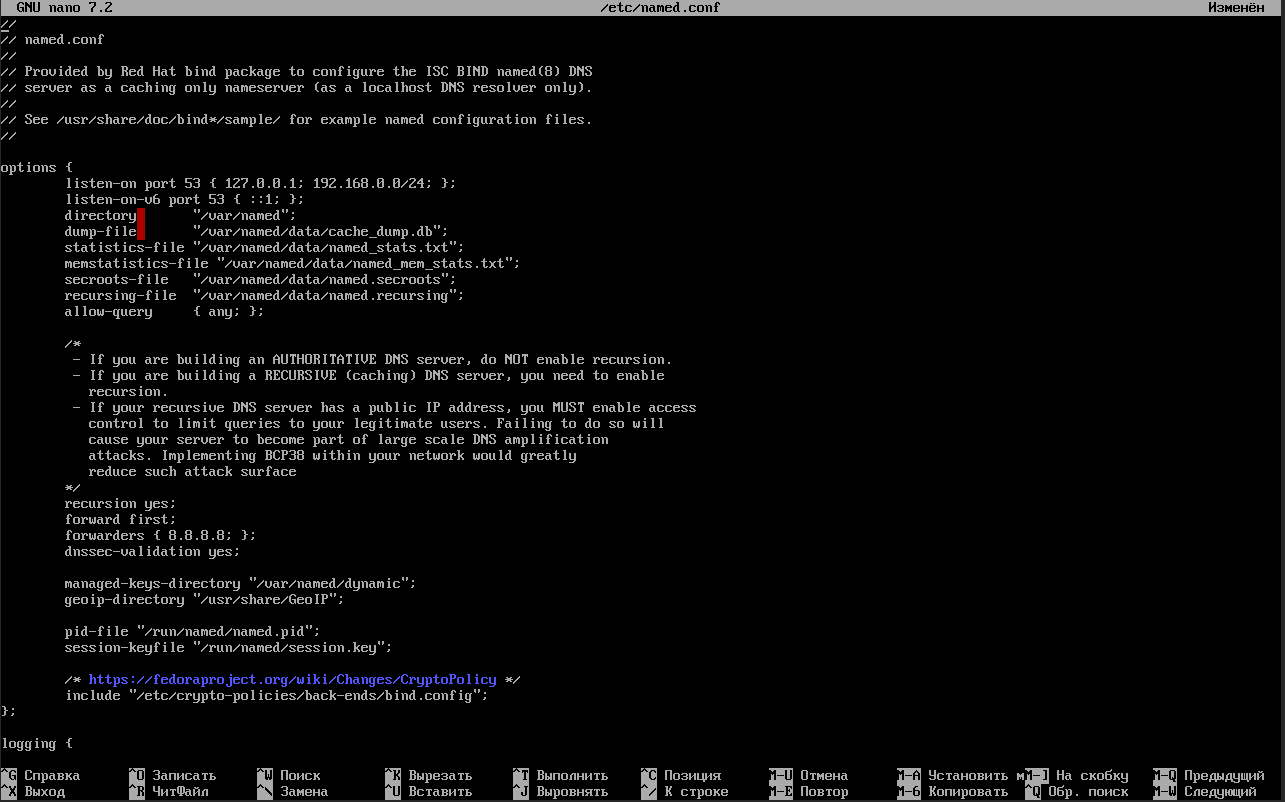 GNU nano 7.2 /etc/named.conf Изменён
//
// named.conf
//
// Provided by Red Hat bind package to configure the ISC BIND named(8) DNS
// server as a caching only nameserver (as a localhost DNS resolver only).
//
// See /usr/share/doc/bind*/sample/ for example named configuration files.
//
options {
listen-on port 53 { 127.0.0.1; 192.168.0.0/24; };
listen-on-v6 port 53 { ::1; };
directory "/var/named";
dump-file "/var/named/data/cache_dump.db";
statistics-file "/var/named/data/named_stats.txt";
memstatistics-file "/var/named/data/named_mem_stats.txt";
secroots-file "/var/named/data/named.secroots";
recursing-file "/var/named/data/named.recursing";
allow-query { any; };
/*
- If you are building an AUTHORITATIVE DNS server, do NOT enable recursion.
- If you are building a RECURSIVE (caching) DNS server, you need to enable
recursion.
- If your recursive DNS server has a public IP address, you MUST enable access
control to limit queries to your legitimate users. Failing to do so will
cause your server to become part of large scale DNS amplification
attacks. Implementing BCP38 within your network would greatly
reduce such attack surface
*/
recursion yes;
forward first;
forwarders { 8.8.8.8; };
dnssec-validation yes;
managed-keys-directory "/var/named/dynamic";
geoip-directory "/usr/share/GeoIP";
pid-file "/run/named/named.pid";
session-keyfile "/run/named/session.key";
/* https://fedoraproject.org/wiki/Changes/CryptoPolicy */
include "/etc/crypto-policies/back-ends/bind.config";
};
logging {
^G Справка ^O Записать ^W Поиск ^K Вырезать ^T Выполнить ^C Позиция M-U Отмена M-A Установить мM-] На скобку M-Q Предыдущий
^X Выход ^R ЧитФайл ^\ Замена ^U Вставить ^J Выровнять ^/ К строке M-E Повтор M-6 Копировать ^Q Обр. поиск M-W Следующий